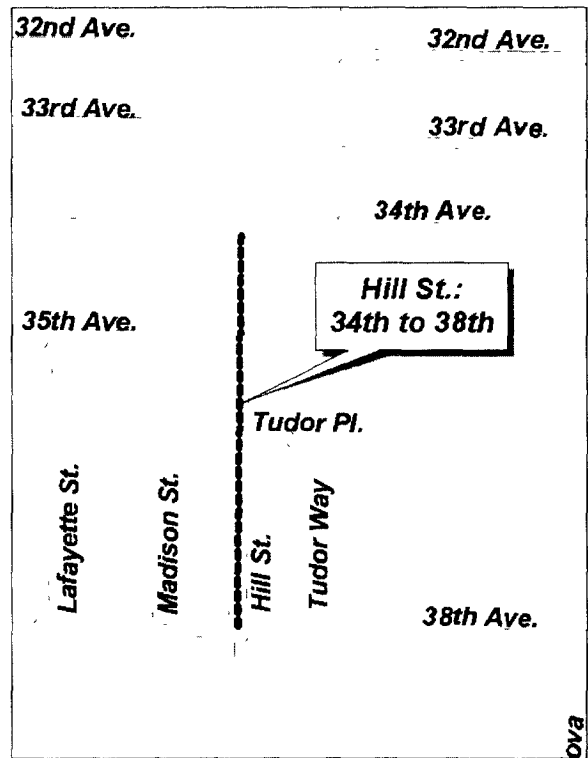 32nd Ave.
32nd Ave.
33rd Ave.
33rd Ave.
34th Ave.
Hill St.:
34th to 38th
35th Ave.
Tudor Pl.
Lafayette St.
Madison St.
Hill St.
Tudor Way
38th Ave.
ova